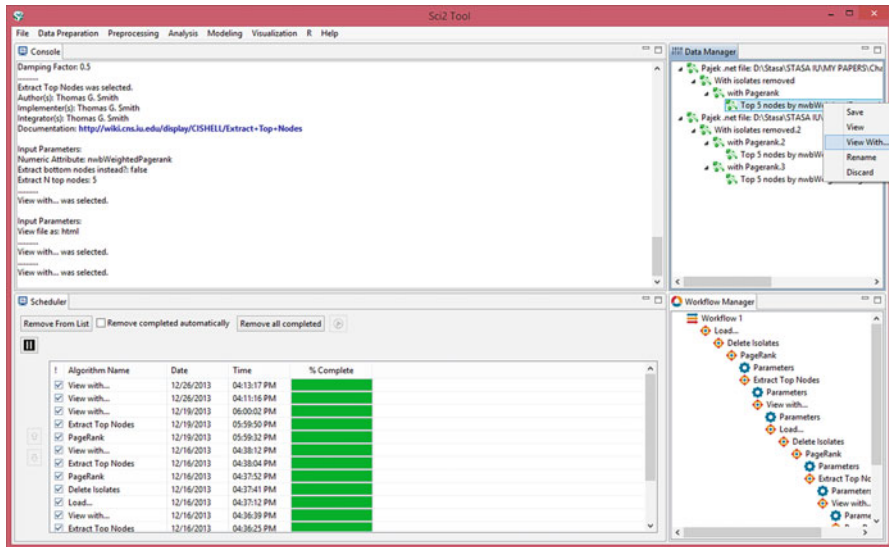 Sci2 Tool
File Data Preparation Preprocessing Analysis Modeling Visualization R Help
Console
Damping Factor: 0.5
..........
Extract Top Nodes was selected.
Author(s): Thomas G. Smith
Implementer(s): Thomas G. Smith
Integrator(s): Thomas G. Smith
Documentation: http://wiki.cns.iu.edu/display/CISHELL/Extract+Top+Nodes
Input Parameters:
Numeric Attribute: nwbWeightedPagerank
Extract bottom nodes instead?: false
Extract N top nodes: 5
..........
View with... was selected.
Input Parameters:
View file as: html
..........
View with... was selected.
..........
View with... was selected.
Data Manager
Pajek .net file: D:\Stasa\STASA IU\MY PAPERS\Cha
With isolates removed
with Pagerank
Top 5 nodes by nwbWei
Pajek .net file: D:\Stasa\STASA IU\
With isolates removed.2
with Pagerank.2
Top 5 nodes by nwbW
with Pagerank.3
Top 5 nodes by nwbW
Save
View
View With...
Rename
Discard
Scheduler
Remove From List Remove completed automatically Remove all completed
! Algorithm Name Date Time % Complete
View with... 12/26/2013 04:13:17 PM
View with... 12/26/2013 04:11:16 PM
View with... 12/19/2013 06:00:02 PM
Extract Top Nodes 12/19/2013 05:59:50 PM
PageRank 12/19/2013 05:59:32 PM
View with... 12/16/2013 04:38:12 PM
Extract Top Nodes 12/16/2013 04:38:04 PM
PageRank 12/16/2013 04:37:52 PM
Delete Isolates 12/16/2013 04:37:41 PM
Load... 12/16/2013 04:37:12 PM
View with... 12/16/2013 04:36:39 PM
Extract Top Nodes 12/16/2013 04:36:25 PM
Workflow Manager
Workflow 1
Load...
Delete Isolates
PageRank
Parameters
Extract Top Nodes
Parameters
View with...
Parameters
Load...
Delete Isolates
PageRank
Parameters
Extract Top Nc
Parameters
View with...
Parame